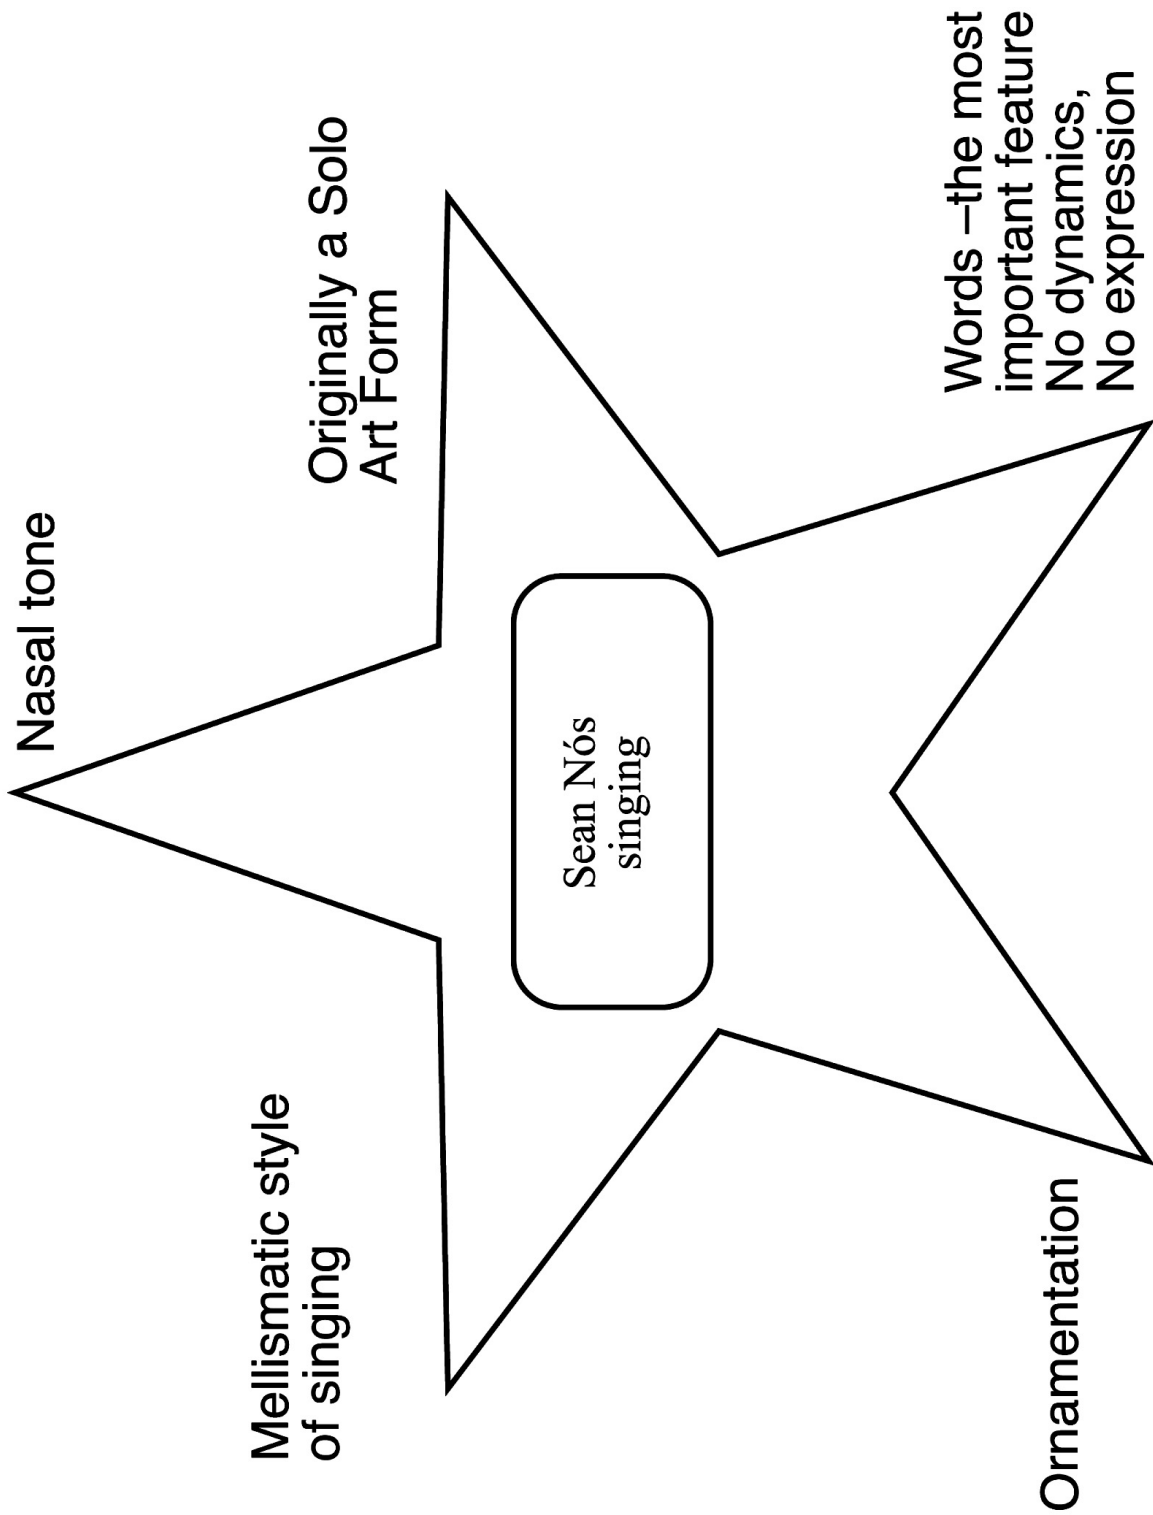 Nasal tone
Mellismatic style
of singing
Originally a Solo
Art Form
Sean Nós
singing
Ornamentation
Words –the most
important feature
No dynamics,
No expression